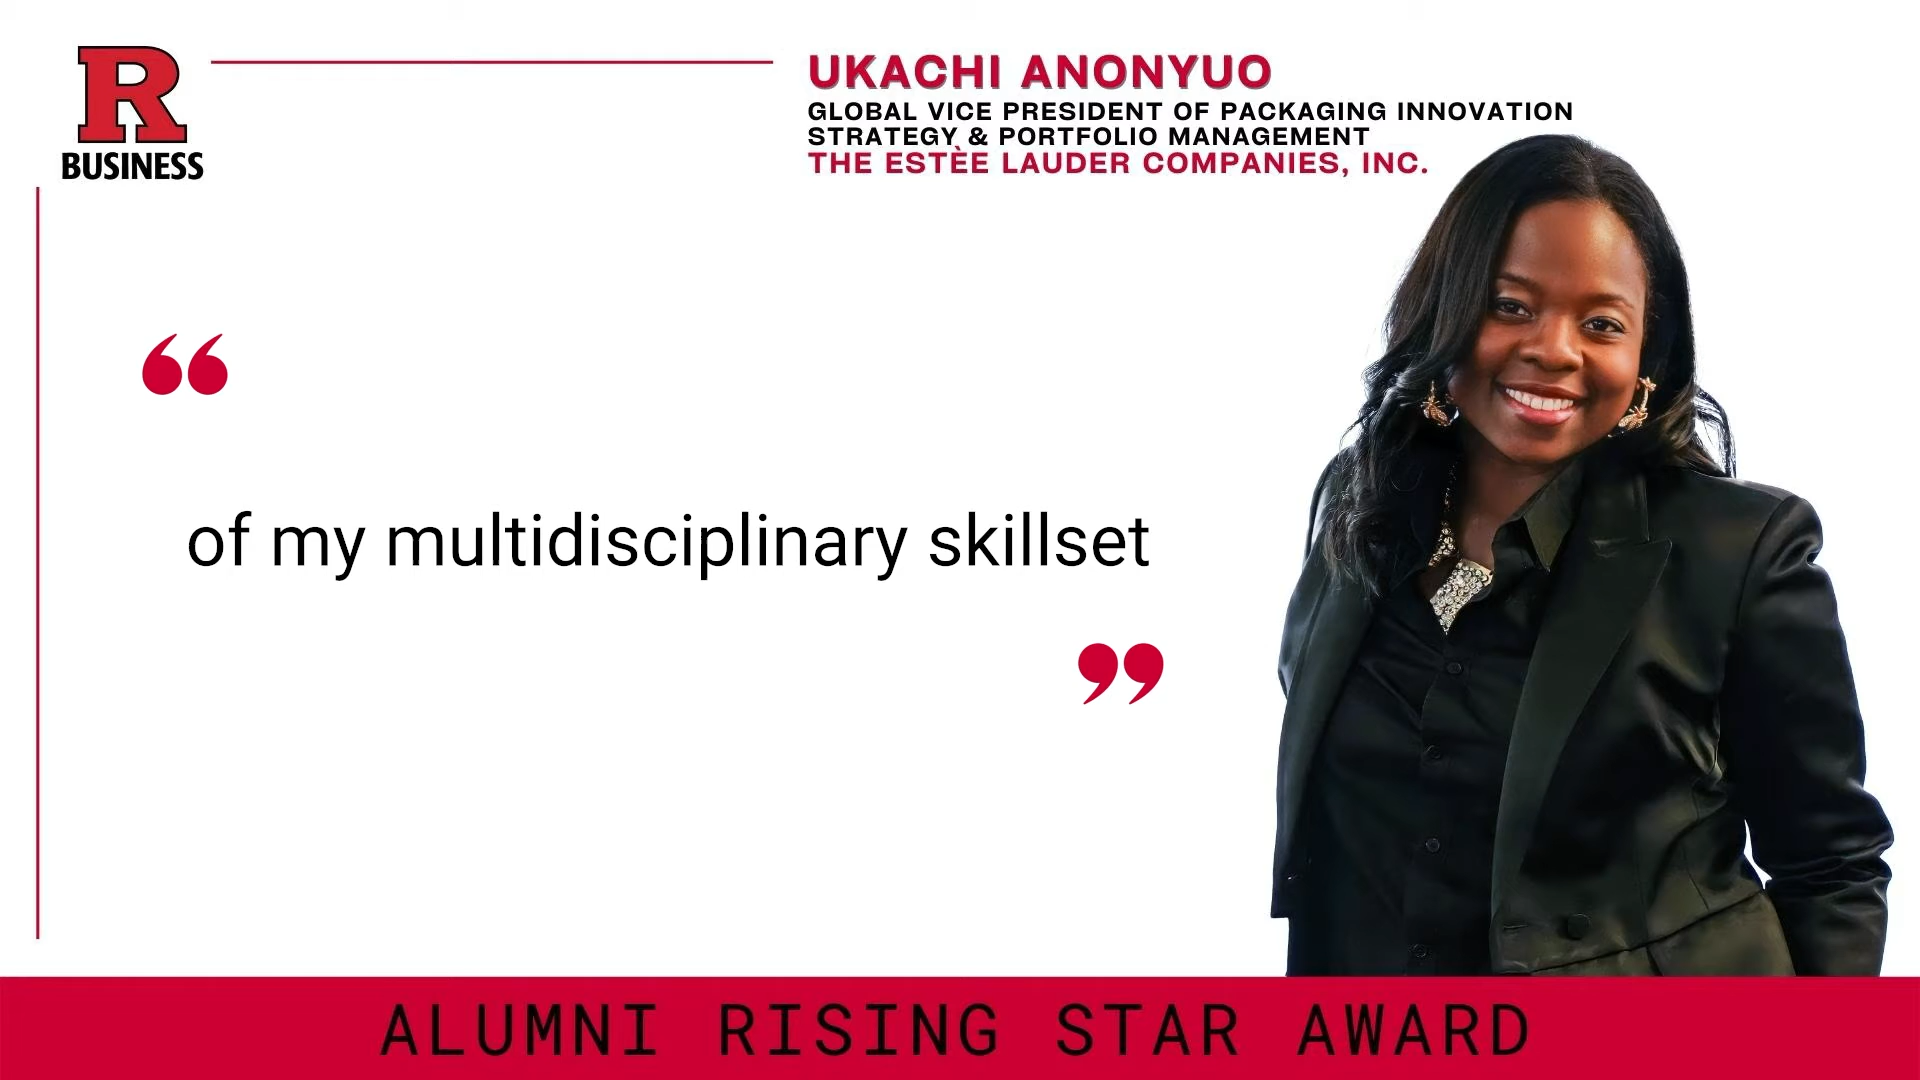 R
BUSINESS
UKACHI ANONYUO
GLOBAL VICE PRESIDENT OF PACKAGING INNOVATION
STRATEGY & PORTFOLIO MANAGEMENT
THE ESTÈE LAUDER COMPANIES, INC.
“
of my multidisciplinary skillset
”
ALUMNI RISING STAR AWARD